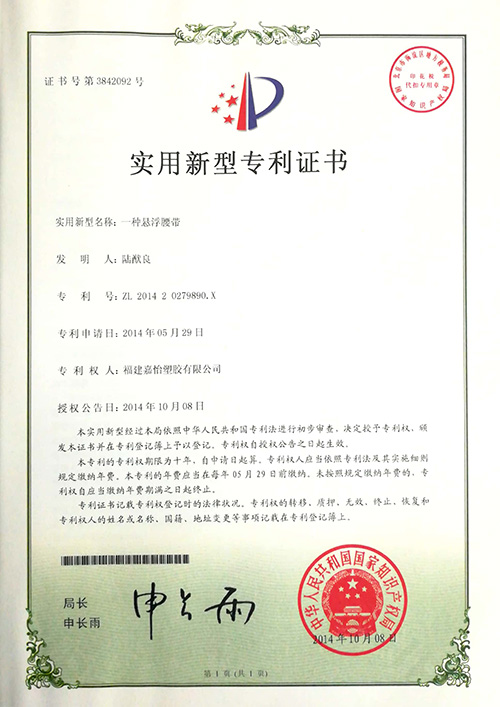 证书号第3842092号
印花税
代扣专用章
国家知识产权局
实用新型专利证书
实用新型名称：一种悬浮腰带
发明人：陆猷良
专利号：ZL 2014 2 0279890.X
专利申请日：2014年05月29日
专利权人：福建嘉怡塑胶有限公司
授权公告日：2014年10月08日
本实用新型经过本局依照中华人民共和国专利法进行初步审查，决定授予专利权，颁
发本证书并在专利登记簿上予以登记。专利权自授权公告之日起生效。
本专利的专利权期限为十年，自申请日起算。专利权人应当依照专利法及其实施细则
规定缴纳年费。本专利的年费应当在每年05月29日前缴纳。未按照规定缴纳年费的，专
利权自应当缴纳年费期满之日起终止。
专利证书记载专利权登记时的法律状况。专利权的转移、质押、无效、终止、恢复和
专利权人的姓名或名称、国籍、地址变更等事项记载在专利登记簿上。
局长
申长雨
申长雨
中华人民共和国国家知识产权局
2014年10月08日
第1页(共1页)